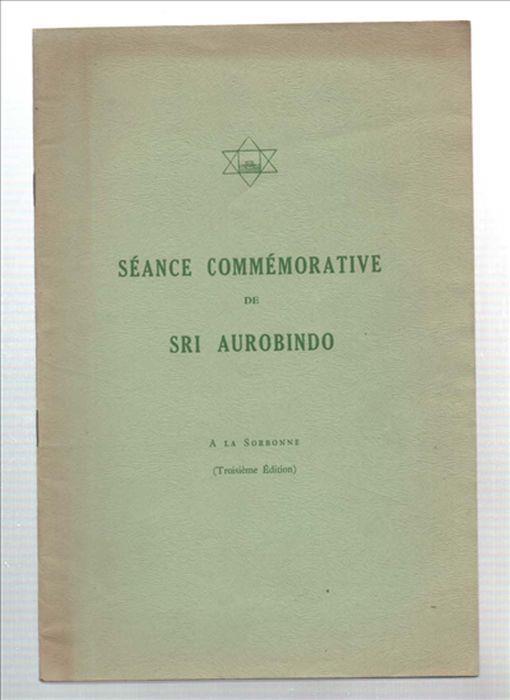 SÉANCE COMMÉMORATIVE
DE
SRI AUROBINDO
A LA SORBONNE
(Troisième Édition)